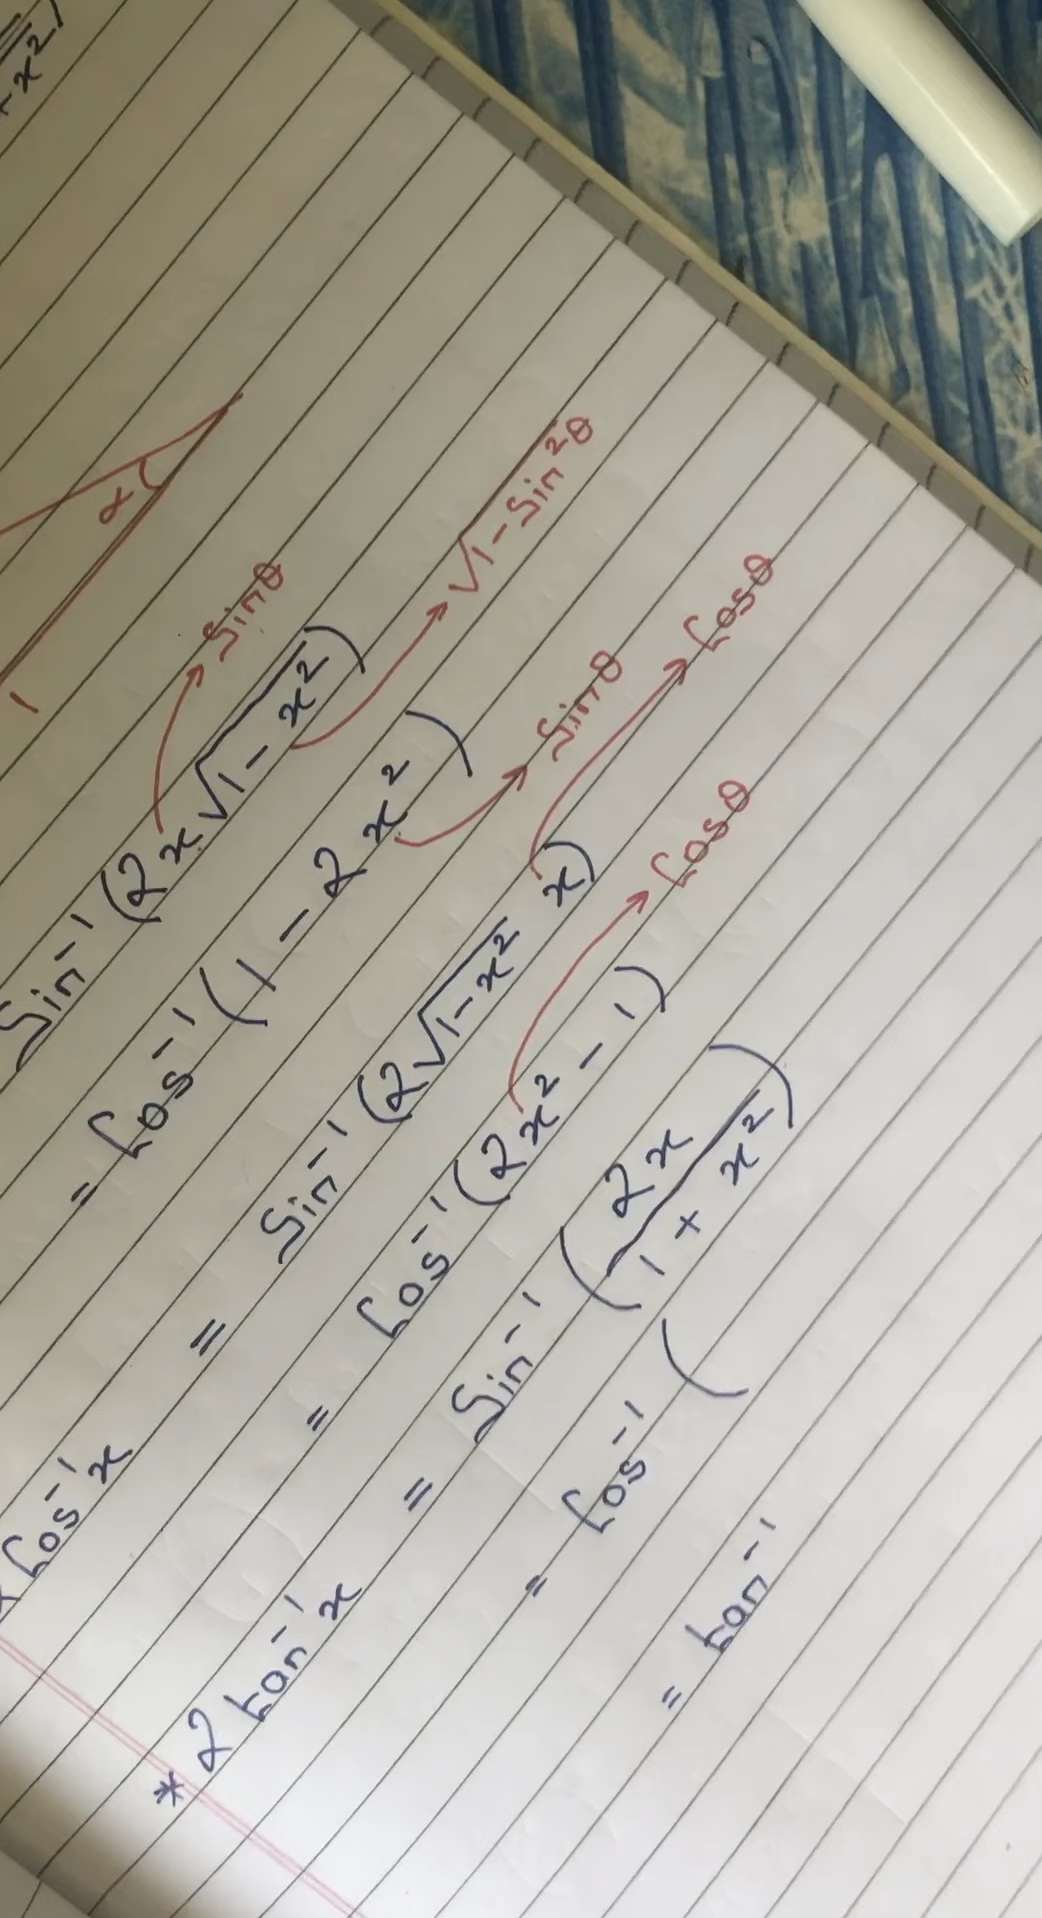 +x²)
α
1
sinθ
√1-sin²θ
sin⁻¹(2x√1-x²)
= cos⁻¹(1-2x²)
sinθ
cosθ
cos⁻¹x = sin⁻¹(2√1-x² x)
= cos⁻¹(2x²-1)
cosθ
* 2 tan⁻¹x = sin⁻¹(2x/1+x²)
= cos⁻¹(
= tan⁻¹